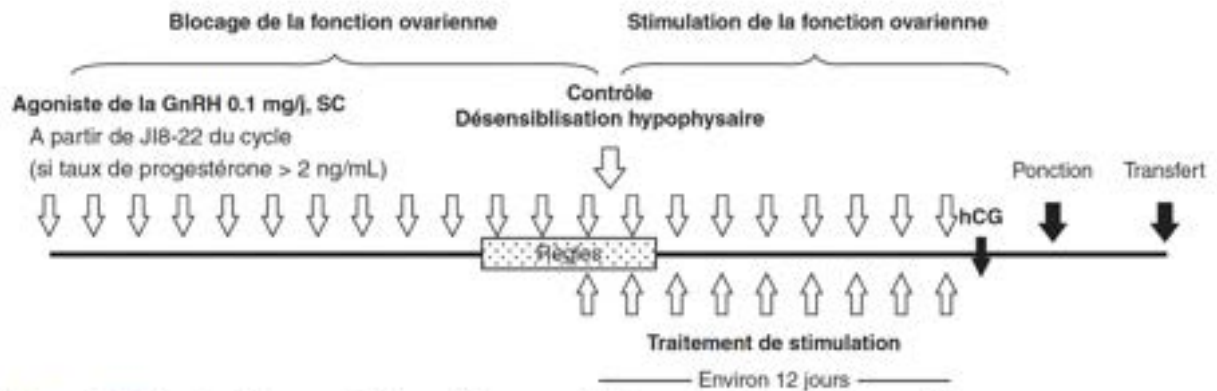 Blocage de la fonction ovarienne
Stimulation de la fonction ovarienne
Agoniste de la GnRH 0.1 mg/j, SC
A partir de JI8-22 du cycle
(si taux de progestérone > 2 ng/mL)
Contrôle
Désensiblisation hypophysaire
Ponction
Transfert
hCG
Règles
Traitement de stimulation
Environ 12 jours